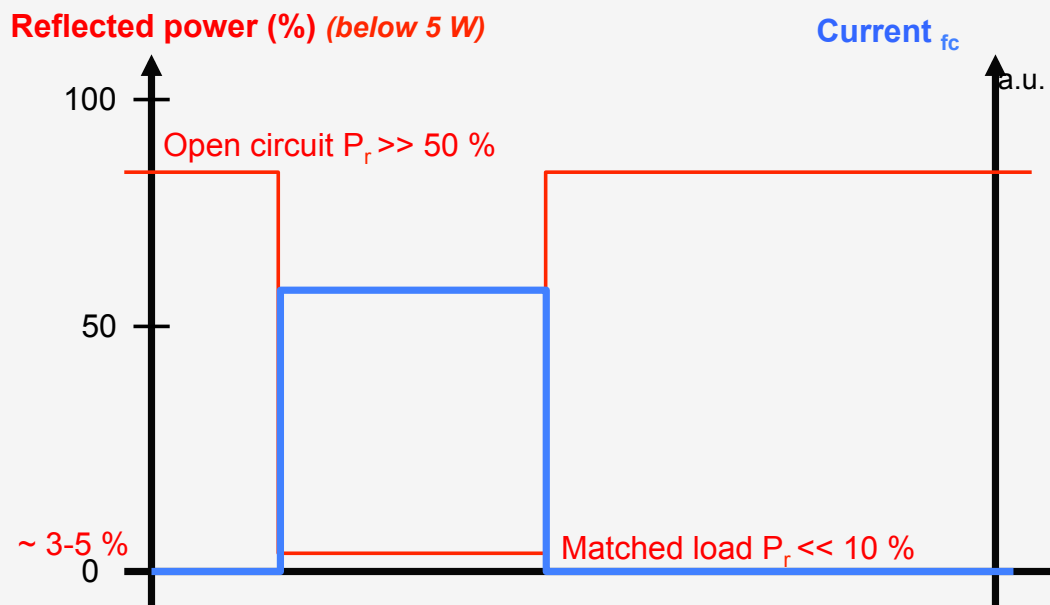 Reflected power (%) (below 5 W)
Current fc
a.u.
100
Open circuit Pr >> 50 %
50
~ 3-5 %
Matched load Pr << 10 %
0